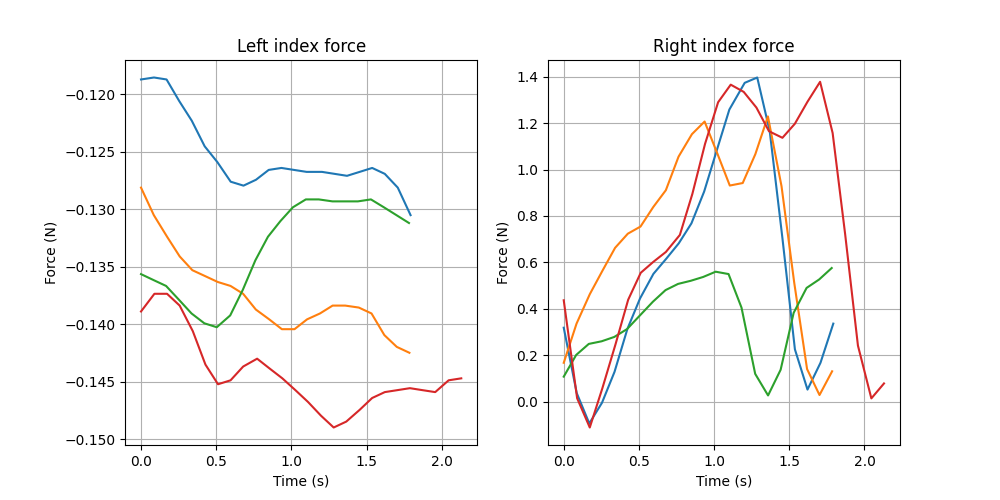 Left index force
Force (N)
−0.120
−0.125
−0.130
−0.135
−0.140
−0.145
−0.150
0.0 0.5 1.0 1.5 2.0
Time (s)
Right index force
Force (N)
1.4
1.2
1.0
0.8
0.6
0.4
0.2
0.0
0.0 0.5 1.0 1.5 2.0
Time (s)